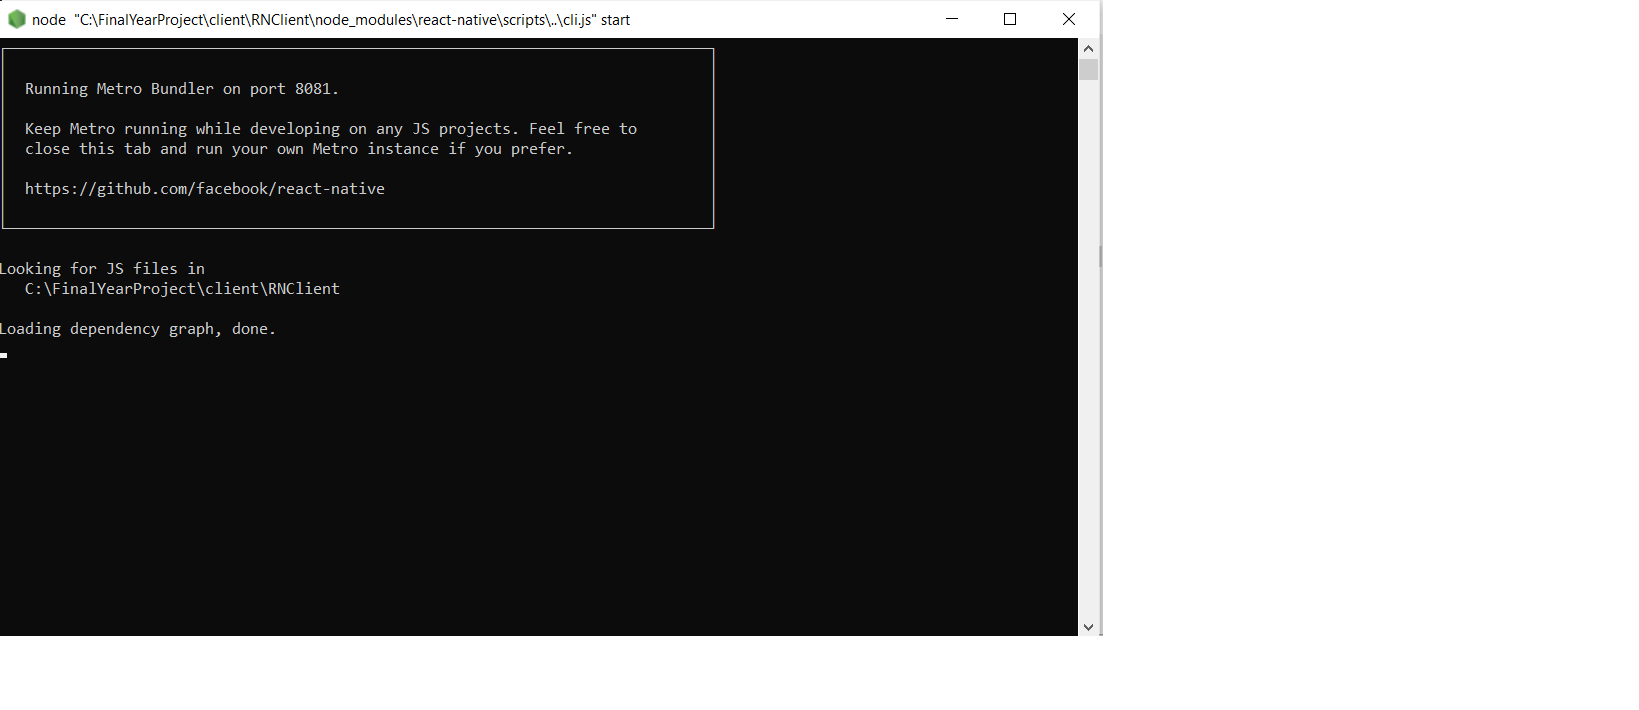 node "C:\FinalYearProject\client\RNClient\node_modules\react-native\scripts\..\cli.js" start
Running Metro Bundler on port 8081.
Keep Metro running while developing on any JS projects. Feel free to
close this tab and run your own Metro instance if you prefer.
https://github.com/facebook/react-native
Looking for JS files in
C:\FinalYearProject\client\RNClient
Loading dependency graph, done.